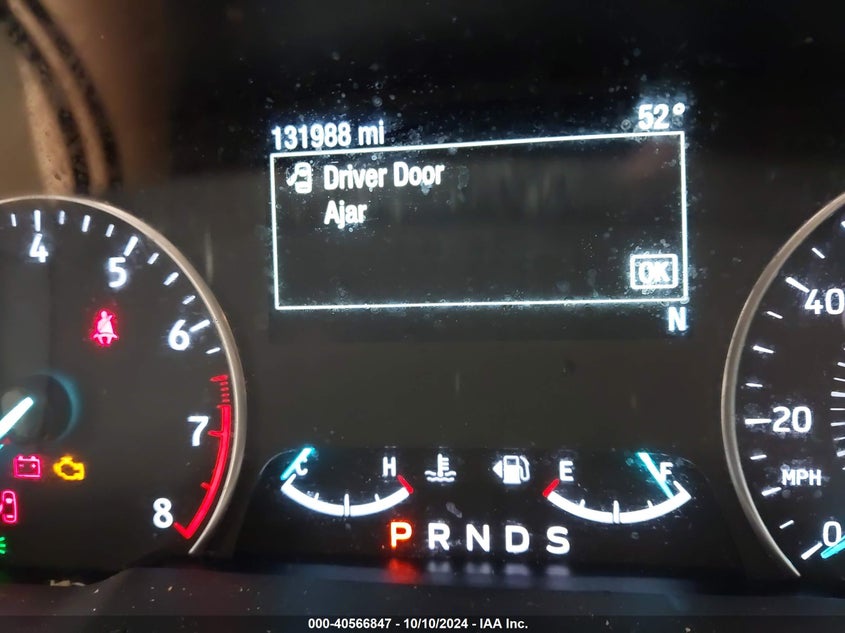 131988 mi
52°
Driver Door
Ajar
OK
N
4
5
6
7
8
C
H
E
F
P R N D S
40
20
MPH
0
000-40566847 - 10/10/2024 - IAA Inc.